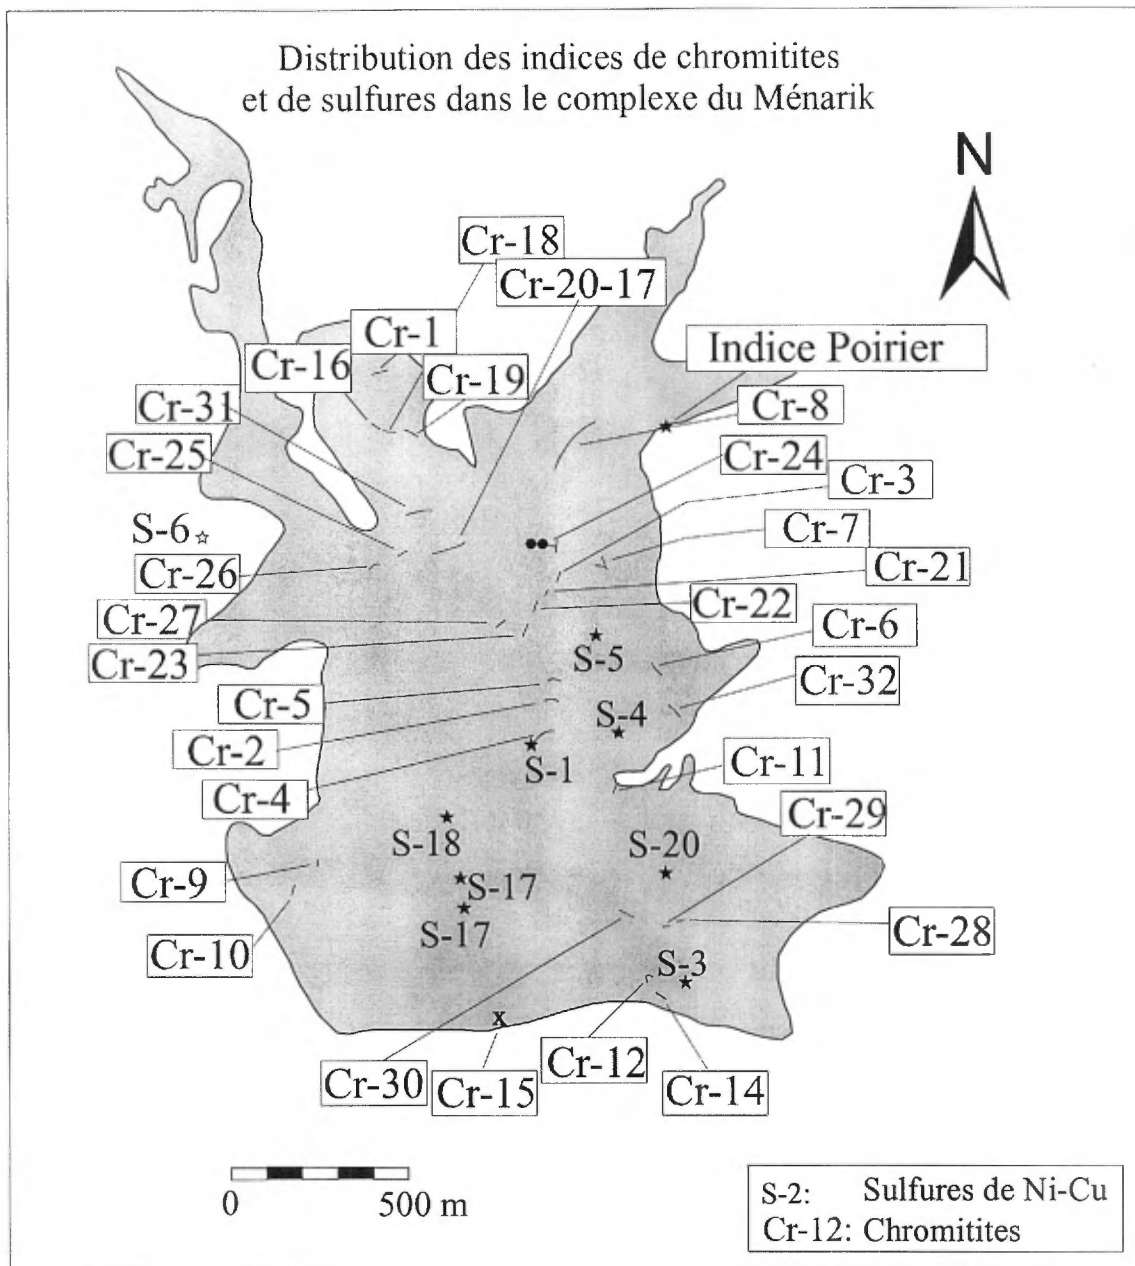 Distribution des indices de chromitites
et de sulfures dans le complexe du Ménarik
N
Cr-18
Cr-20-17
Cr-1
Indice Poirier
Cr-16
Cr-19
Cr-31
Cr-8
Cr-25
Cr-24
Cr-3
S-6
Cr-7
Cr-26
Cr-21
Cr-22
Cr-27
Cr-6
Cr-23
S-5
Cr-32
Cr-5
S-4
Cr-2
S-1
Cr-11
Cr-4
Cr-29
S-18
S-20
Cr-9
S-17
S-17
Cr-28
Cr-10
S-3
x
Cr-12
Cr-30
Cr-15
Cr-14
0 500 m
S-2: Sulfures de Ni-Cu
Cr-12: Chromitites